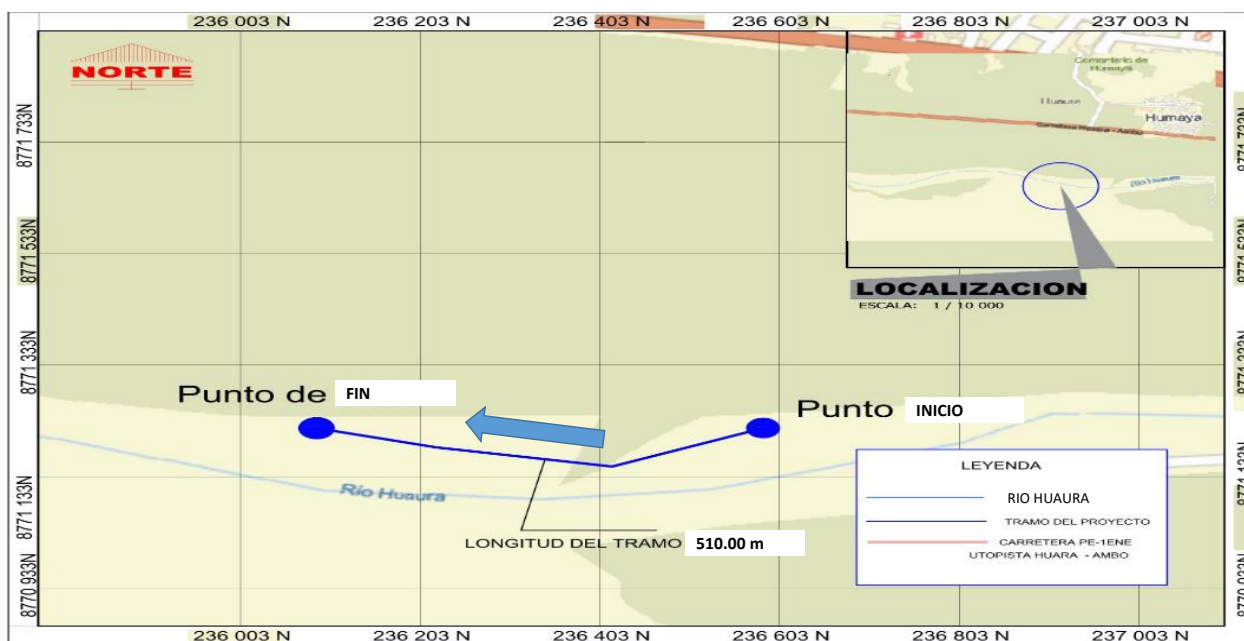 236 003 N 236 203 N 236 403 N 236 603 N 236 803 N 237 003 N
NORTE
Cementerio de
Humaya
Huaura
Humaya
Carretera Huaura - Ambo
Río Huaura
8771 733N
8771 533N
8771 333N
8771 133N
8770 933N
LOCALIZACION
ESCALA: 1 / 10 000
Punto de FIN
Punto INICIO
Río Huaura
LONGITUD DEL TRAMO 510.00 m
LEYENDA
RIO HUAURA
TRAMO DEL PROYECTO
CARRETERA PE-1ENE
UTOPISTA HUARA - AMBO
236 003 N 236 203 N 236 403 N 236 603 N 236 803 N 237 003 N